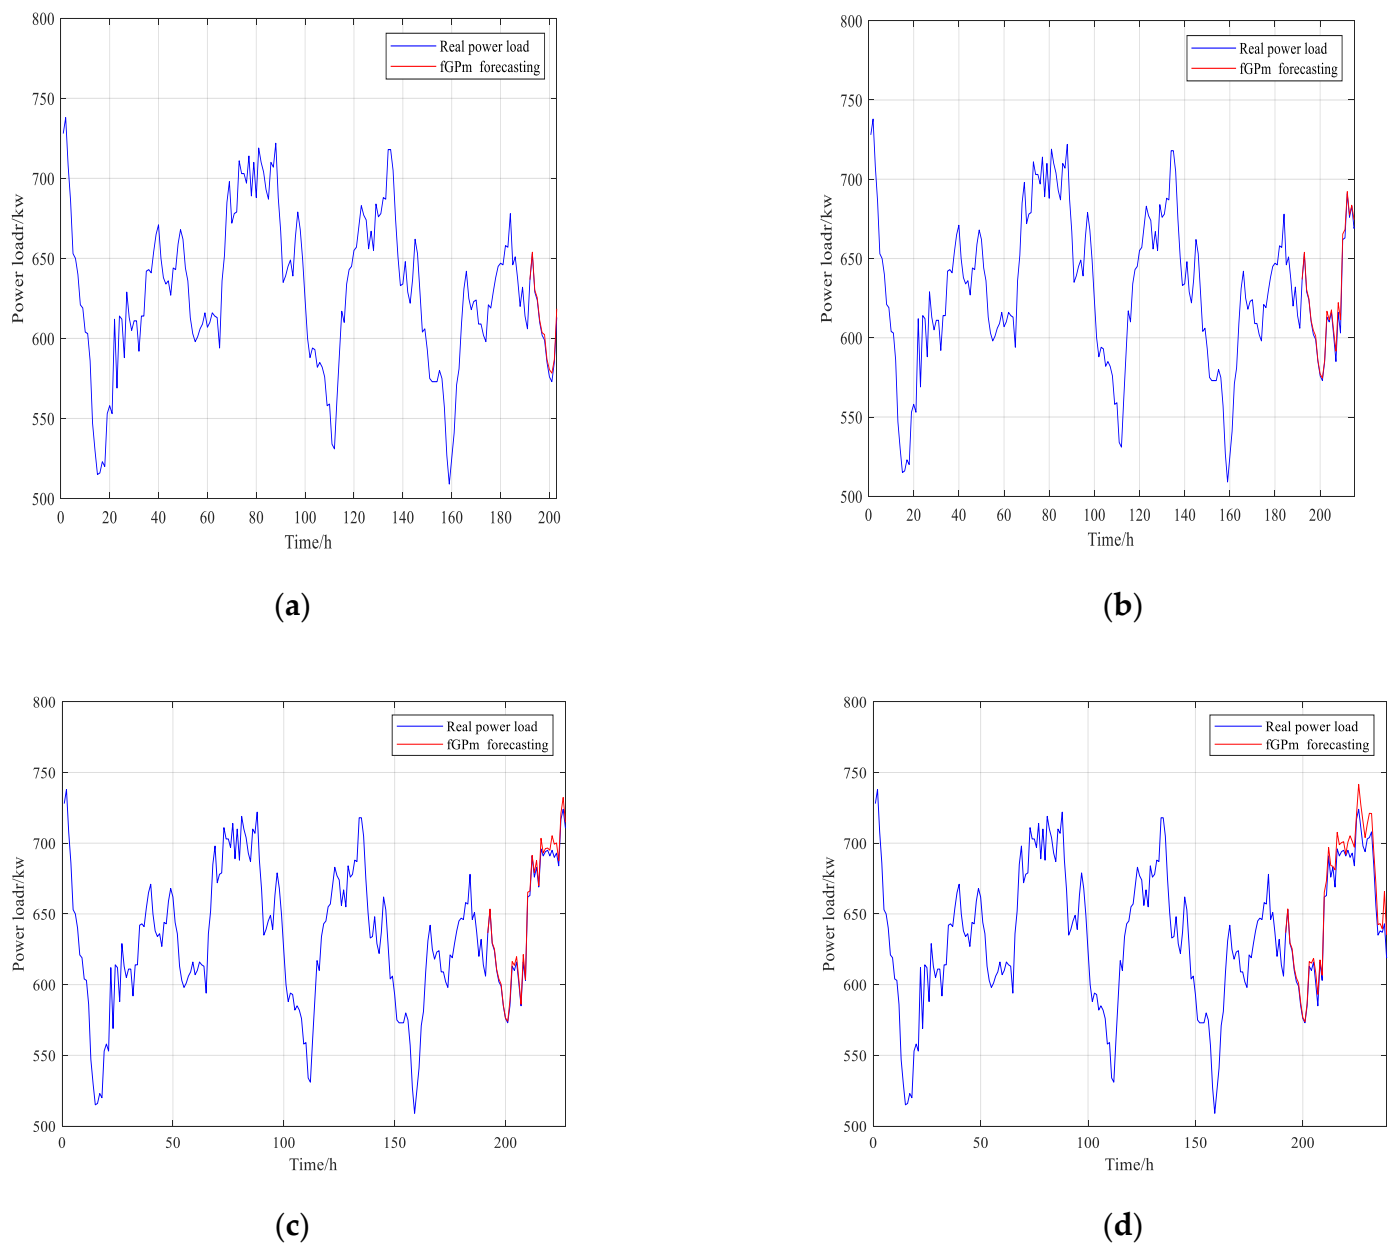 800
750
700
650
600
550
500
Power loadr/kw
Real power load
fGPm forecasting
0 20 40 60 80 100 120 140 160 180 200
Time/h
(a)
800
750
700
650
600
550
500
Power loadr/kw
Real power load
fGPm forecasting
0 20 40 60 80 100 120 140 160 180 200
Time/h
(b)
800
750
700
650
600
550
500
Power loadr/kw
Real power load
fGPm forecasting
0 50 100 150 200
Time/h
(c)
800
750
700
650
600
550
500
Power loadr/kw
Real power load
fGPm forecasting
0 50 100 150 200
Time/h
(d)